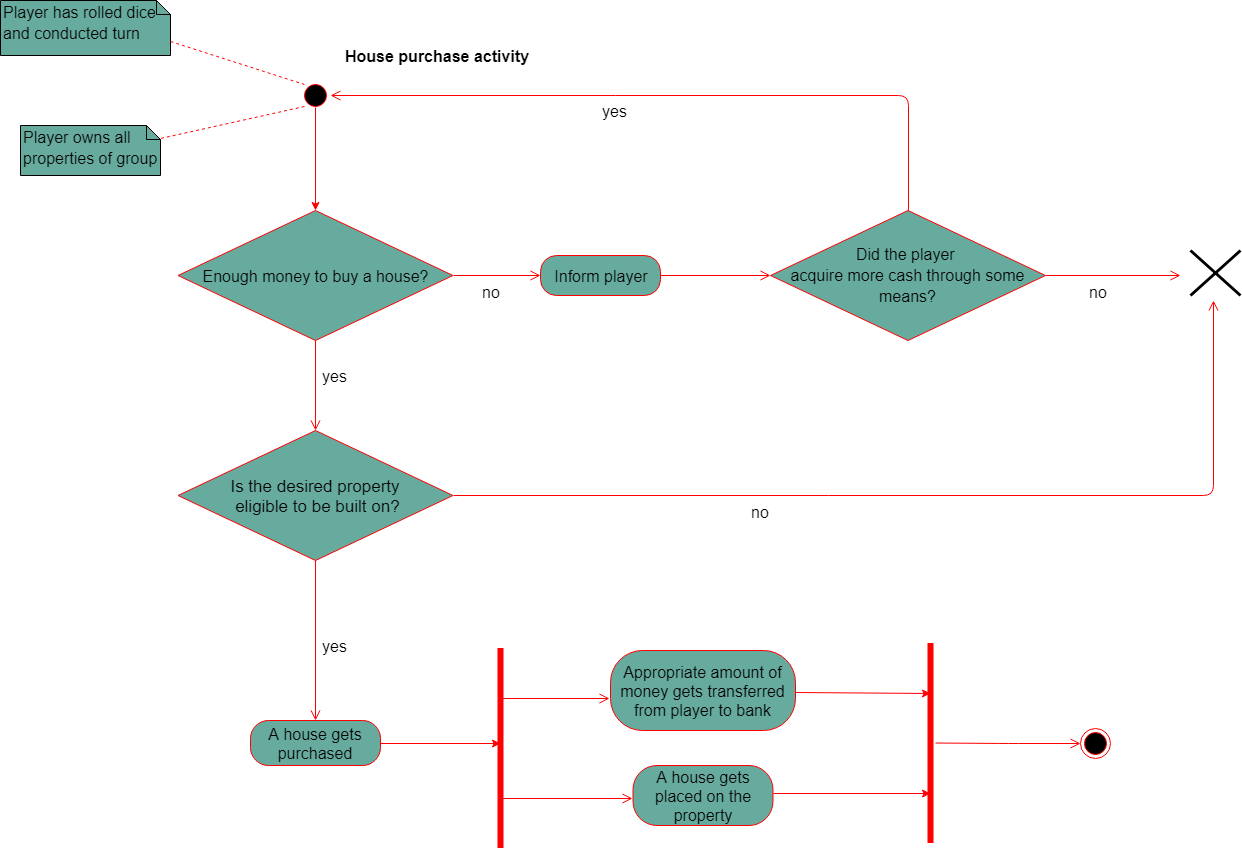 Player has rolled dice
and conducted turn
House purchase activity
yes
Player owns all
properties of group
Enough money to buy a house?
no
Inform player
Did the player
acquire more cash through some
means?
no
yes
Is the desired property
eligible to be built on?
no
yes
A house gets
purchased
Appropriate amount of
money gets transferred
from player to bank
A house gets
placed on the
property